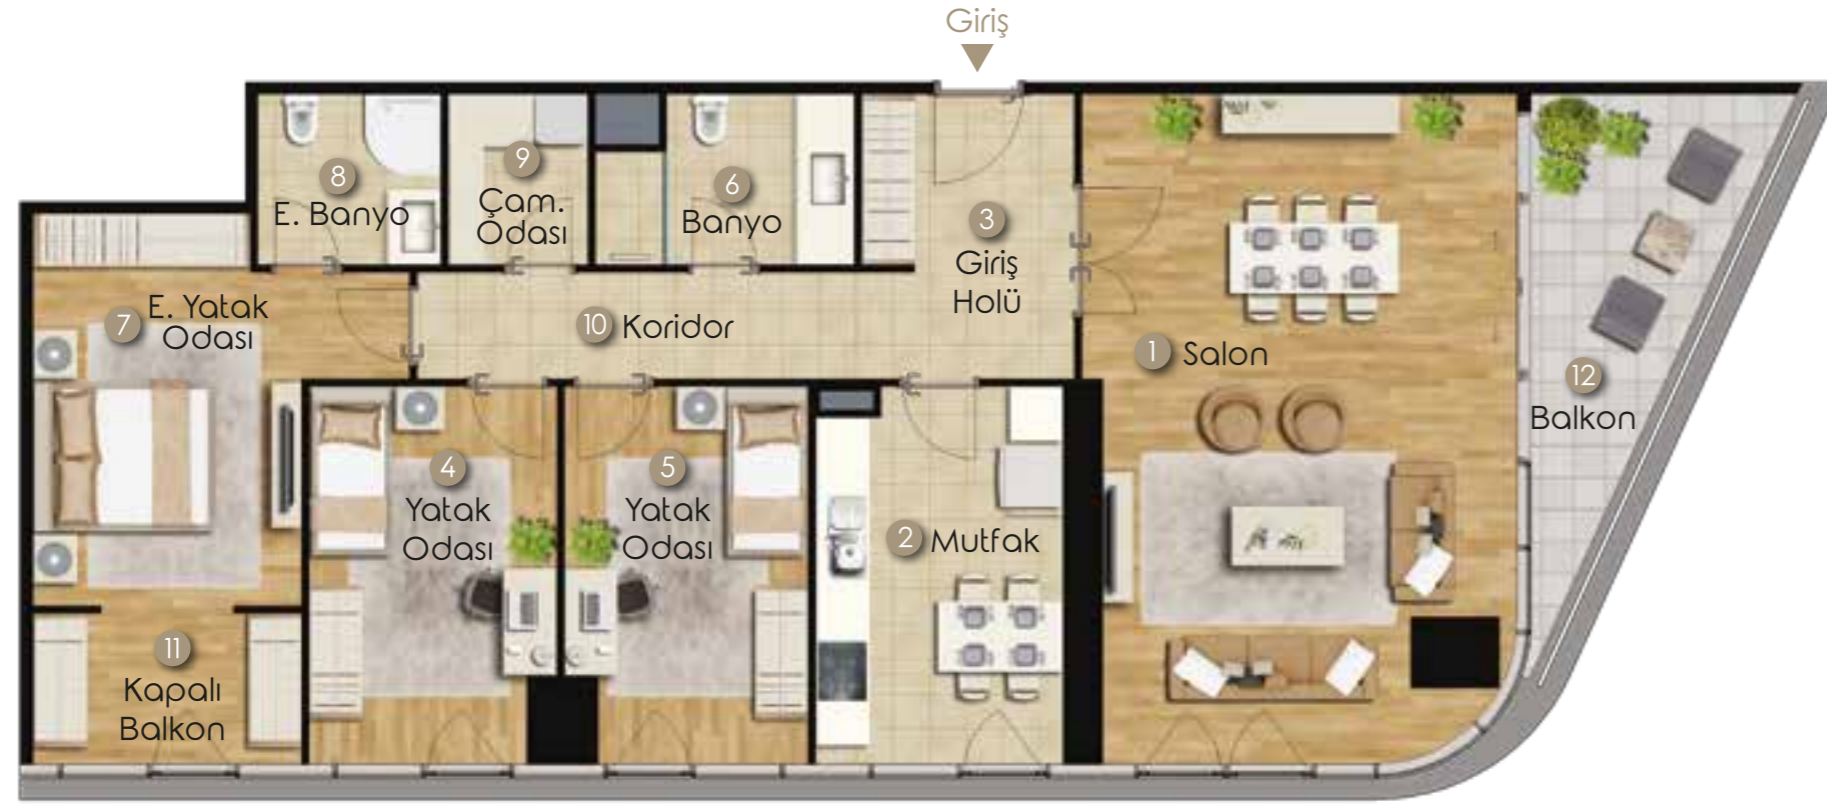 Giriş
8
E. Banyo
9
Çam.
Odası
6
Banyo
3
Giriş
Holü
7
E. Yatak
Odası
10 Koridor
1 Salon
12
Balkon
4
Yatak
Odası
5
Yatak
Odası
2 Mutfak
11
Kapalı
Balkon